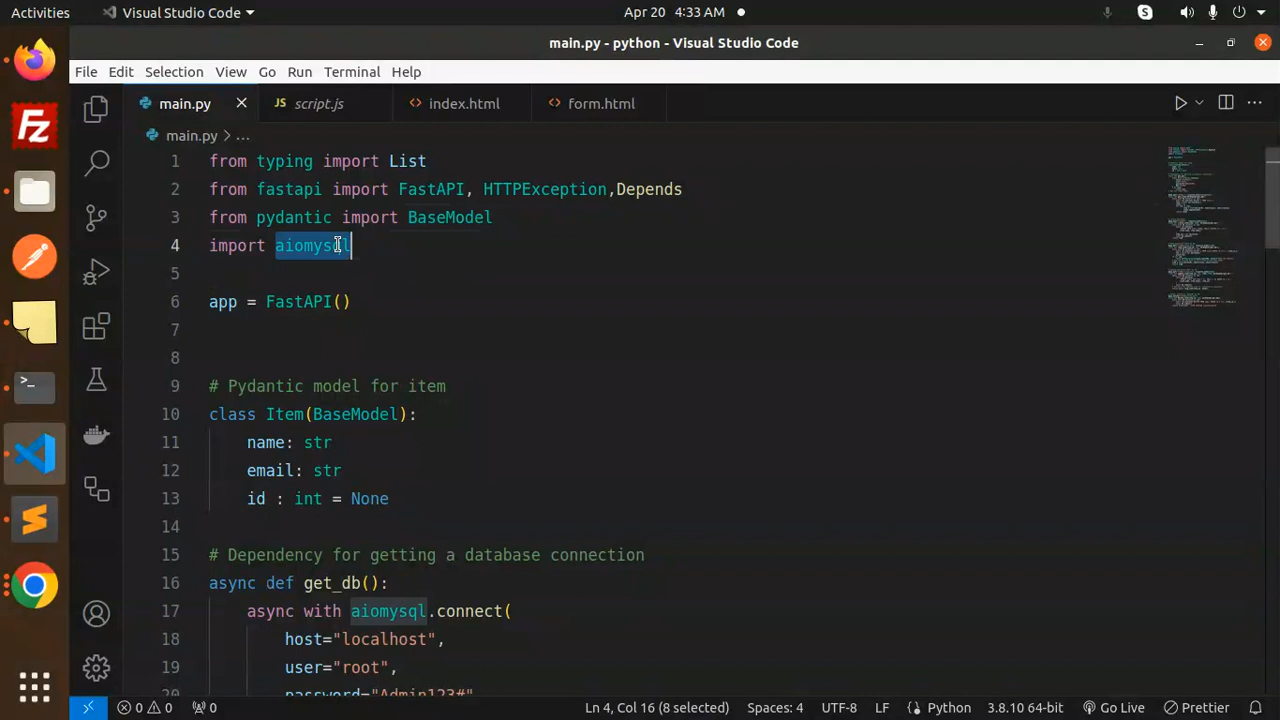 Activities Visual Studio Code Apr 20 4:33 AM
main.py - python - Visual Studio Code
File Edit Selection View Go Run Terminal Help
main.py script.js index.html form.html
main.py > ...
1 from typing import List
2 from fastapi import FastAPI, HTTPException,Depends
3 from pydantic import BaseModel
4 import aiomysql
5
6 app = FastAPI()
7
8
9 # Pydantic model for item
10 class Item(BaseModel):
11 name: str
12 email: str
13 id : int = None
14
15 # Dependency for getting a database connection
16 async def get_db():
17 async with aiomysql.connect(
18 host="localhost",
19 user="root",
20 password="Admin123#"
0 0 0 Ln 4, Col 16 (8 selected) Spaces: 4 UTF-8 LF Python 3.8.10 64-bit Go Live Prettier